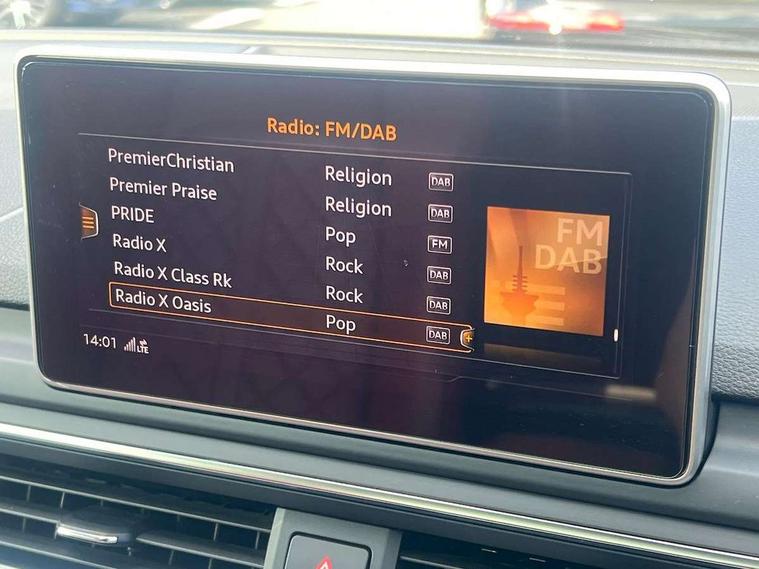 Radio: FM/DAB
PremierChristian Religion DAB
Premier Praise Religion DAB
PRIDE Pop FM
Radio X Rock DAB
Radio X Class Rk Rock DAB
Radio X Oasis Pop DAB
FM
DAB
14:01 LTE